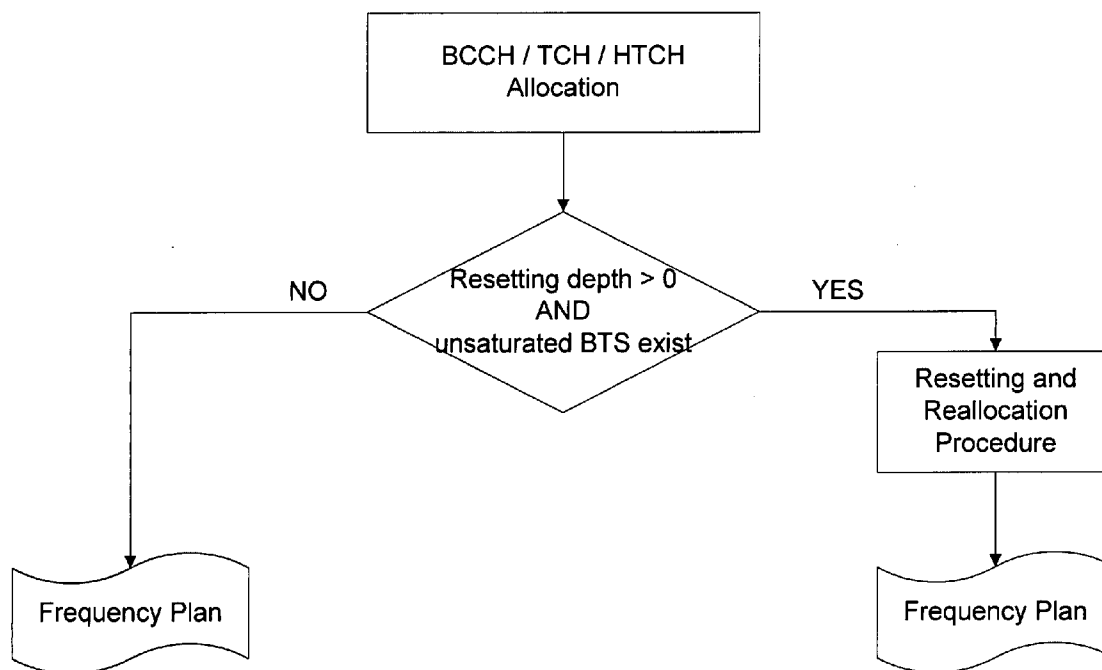 BCCH / TCH / HTCH
Allocation
Resetting depth > 0
AND
unsaturated BTS exist
NO
YES
Resetting and
Reallocation
Procedure
Frequency Plan
Frequency Plan